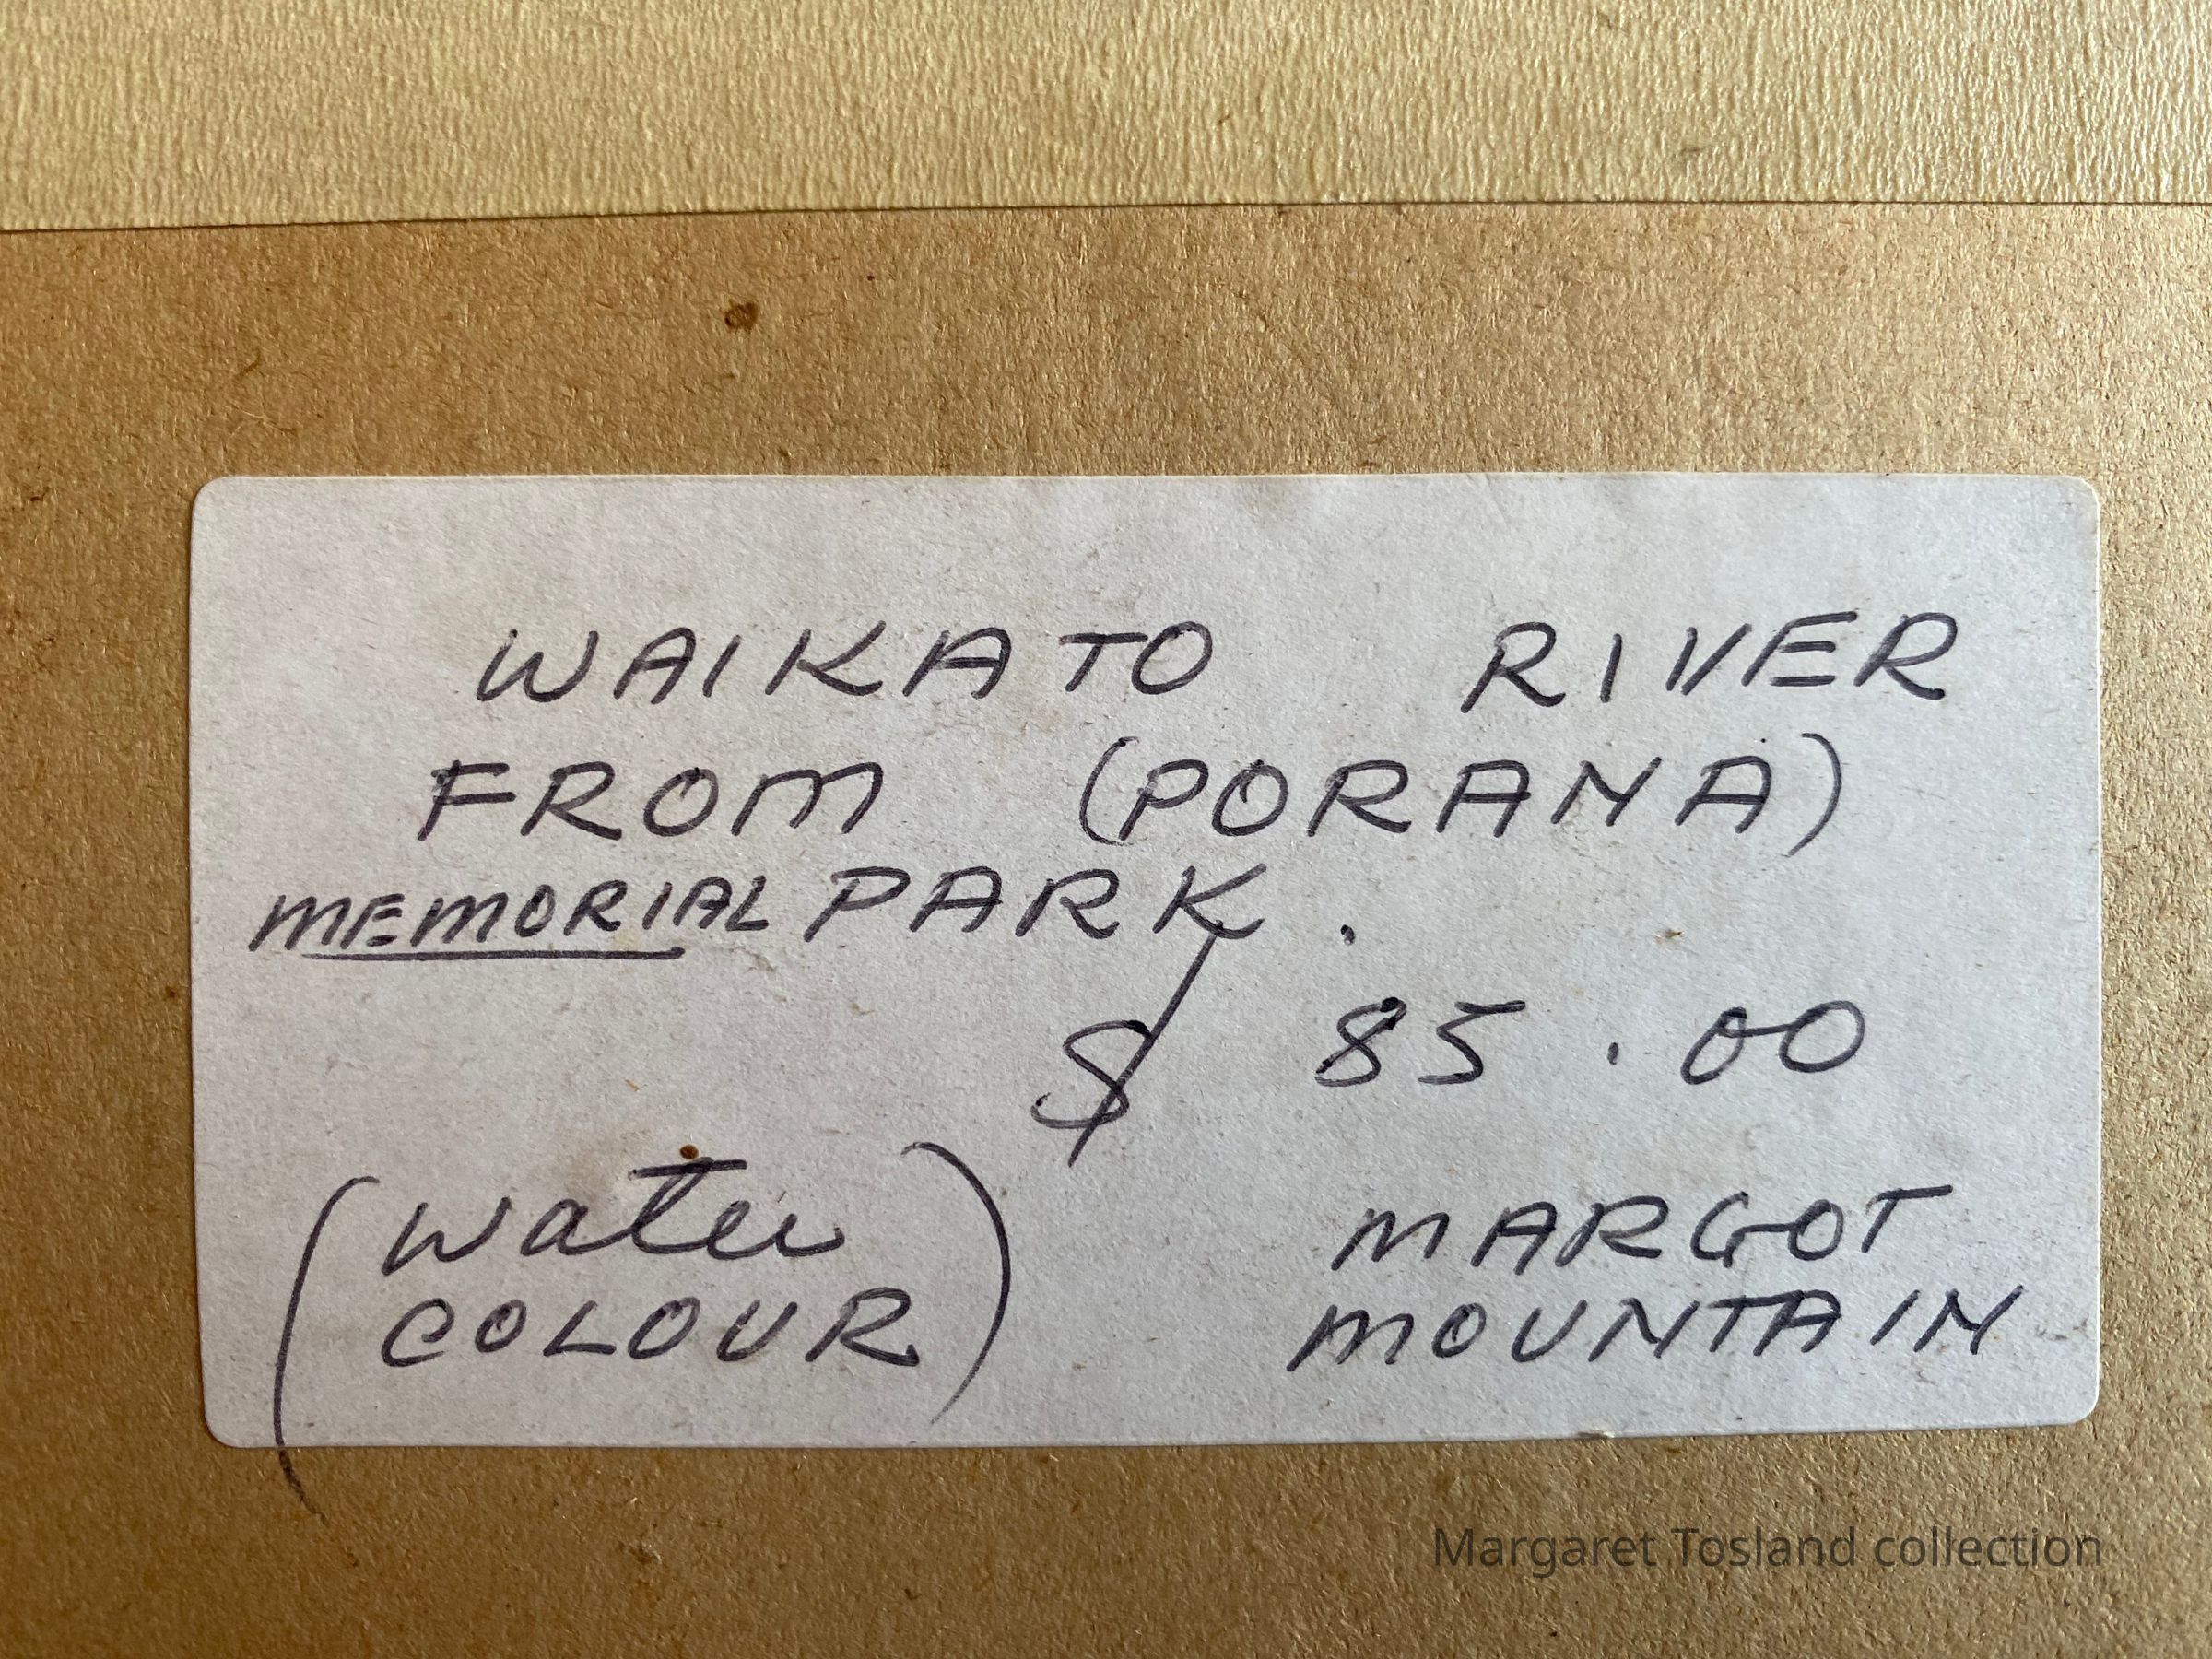 WAIKATO RIVER
FROM (PORANA)
MEMORIAL PARK.
$ 85.00
(Water
COLOUR)
MARGOT
MOUNTAIN
Margaret Tosland collection